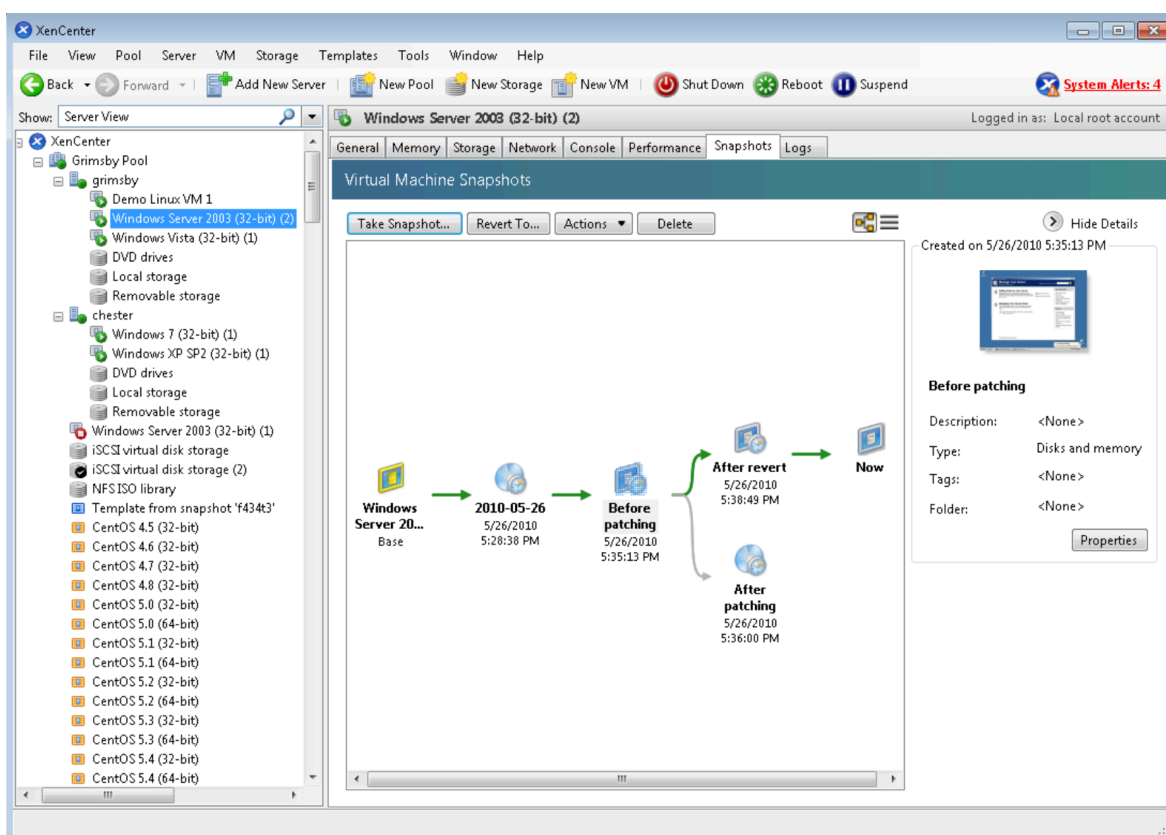 XenCenter
File View Pool Server VM Storage Templates Tools Window Help
Back Forward Add New Server New Pool New Storage New VM Shut Down Reboot Suspend System Alerts: 4
Show: Server View
Windows Server 2003 (32-bit) (2)
Logged in as: Local root account
XenCenter
Grimsby Pool
grimsby
Demo Linux VM 1
Windows Server 2003 (32-bit) (2)
Windows Vista (32-bit) (1)
DVD drives
Local storage
Removable storage
chester
Windows 7 (32-bit) (1)
Windows XP SP2 (32-bit) (1)
DVD drives
Local storage
Removable storage
Windows Server 2003 (32-bit) (1)
iSCSI virtual disk storage
iSCSI virtual disk storage (2)
NFS ISO library
Template from snapshot 'f434t3'
CentOS 4.5 (32-bit)
CentOS 4.6 (32-bit)
CentOS 4.7 (32-bit)
CentOS 4.8 (32-bit)
CentOS 5.0 (32-bit)
CentOS 5.0 (64-bit)
CentOS 5.1 (32-bit)
CentOS 5.1 (64-bit)
CentOS 5.2 (32-bit)
CentOS 5.2 (64-bit)
CentOS 5.3 (32-bit)
CentOS 5.3 (64-bit)
CentOS 5.4 (32-bit)
CentOS 5.4 (64-bit)
General Memory Storage Network Console Performance Snapshots Logs
Virtual Machine Snapshots
Take Snapshot... Revert To... Actions Delete
Hide Details
Windows
Server 20...
Base
2010-05-26
5/26/2010
5:28:38 PM
Before
patching
5/26/2010
5:35:13 PM
After revert
5/26/2010
5:38:49 PM
Now
After
patching
5/26/2010
5:36:00 PM
Created on 5/26/2010 5:35:13 PM
Before patching
Description: <None>
Type: Disks and memory
Tags: <None>
Folder: <None>
Properties